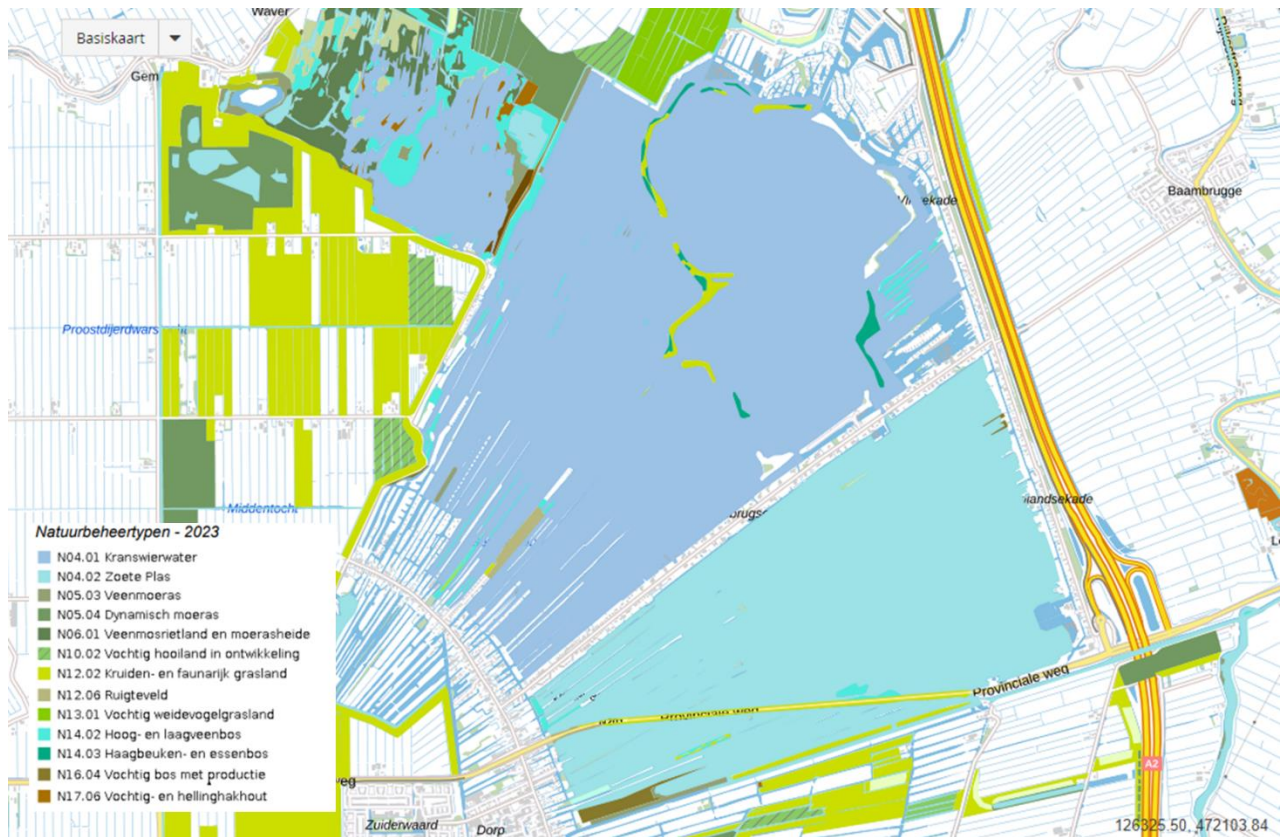 Waver
Basiskaart
Gem
Baambrugge
Proostdijerdwars
Middentocht
Natuurbeheertypen - 2023
N04.01 Kranswierwater
N04.02 Zoete Plas
N05.03 Veenmoeras
N05.04 Dynamisch moeras
N06.01 Veenmosrietland en moerasheide
N10.02 Vochtig hooiland in ontwikkeling
N12.02 Kruiden- en faunarijk grasland
N12.06 Ruigteveld
N13.01 Vochtig weidevogelgrasland
N14.02 Hoog- en laagveenbos
N14.03 Haagbeuken- en essenbos
N16.04 Vochtig bos met productie
N17.06 Vochtig- en hellinghakhout
Provinciale weg
Provinciale weg
A2
Zuiderwaard
Dorp
126325.50, 472103.84